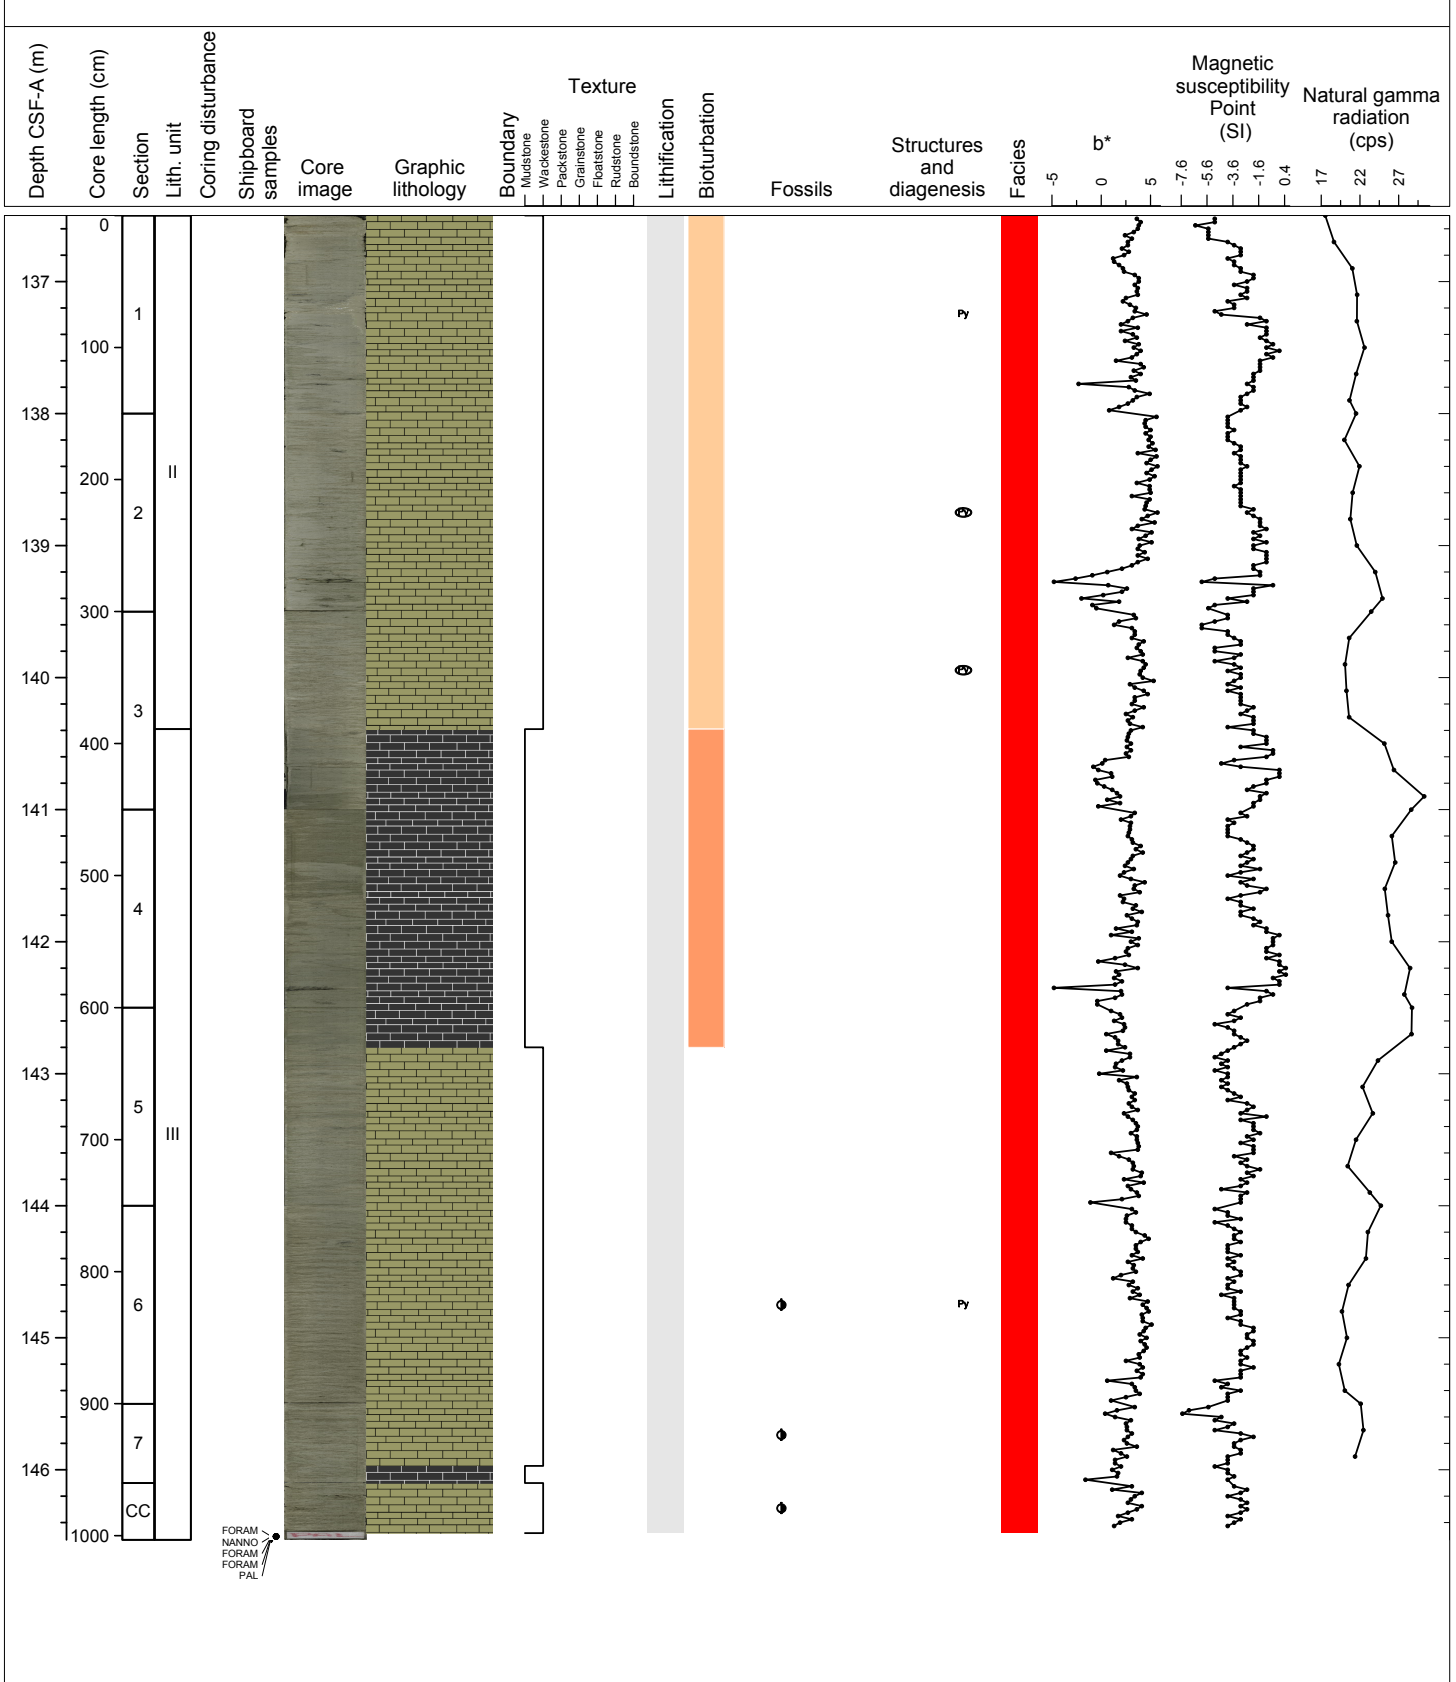 Depth CSF-A (m)
Core length (cm)
Section
Lith. unit
Coring disturbance
Shipboard
samples
Core
image
Graphic
lithology
Boundary
Texture
Mudstone
Wackestone
Packstone
Grainstone
Floatstone
Rudstone
Boundstone
Lithification
Bioturbation
Fossils
Structures
and
diagenesis
Facies
b*
-5 0 5
Magnetic
susceptibility
Point
(SI)
-7.6 -5.6 -3.6 -1.6 0.4
Natural gamma
radiation
(cps)
17 22 27
0
137
1
Py
100
138
II
200
2
Py
139
300
140
Py
3
400
141
500
4
142
600
143
5
III
700
144
800
6
Py
145
900
7
146
CC
1000
FORAM
NANNO
FORAM
FORAM
PAL